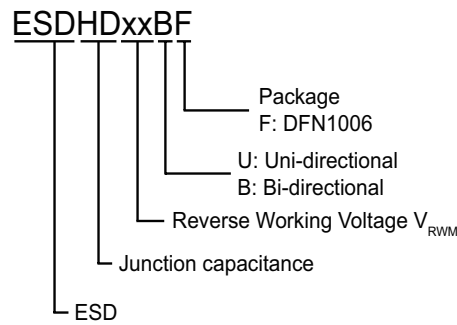 ESDHDxxBF
Package
F: DFN1006
U: Uni-directional
B: Bi-directional
Reverse Working Voltage VRWM
Junction capacitance
ESD